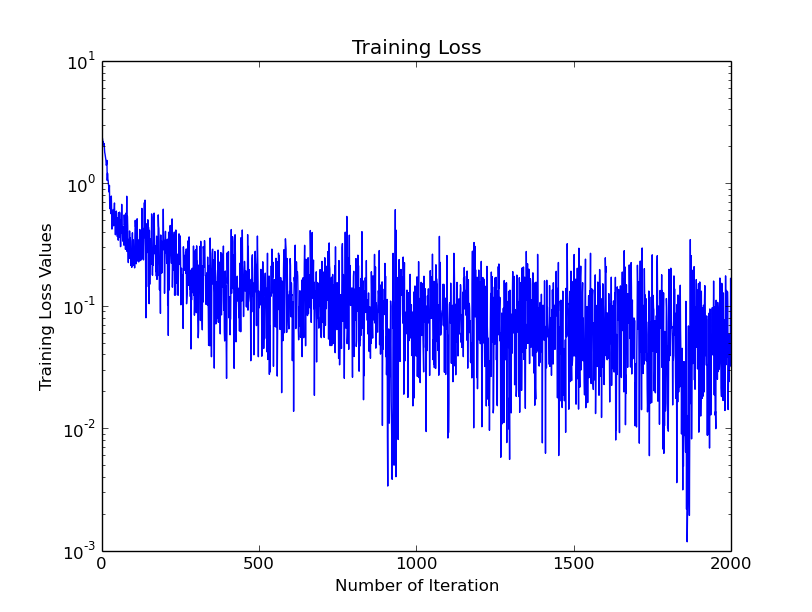 Training Loss
10^1
10^0
10^-1
10^-2
10^-3
Training Loss Values
0 500 1000 1500 2000
Number of Iteration